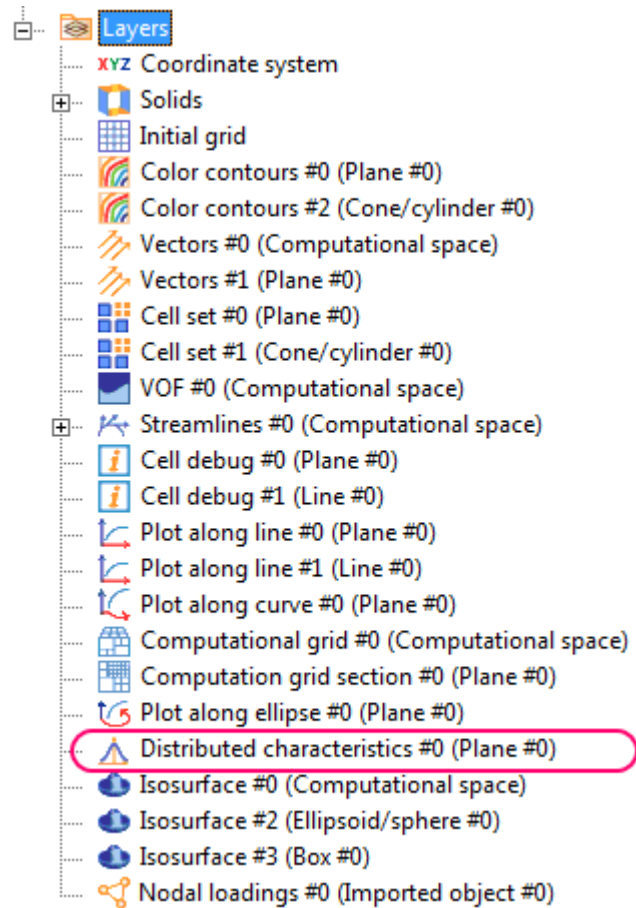 Layers
XYZ Coordinate system
Solids
Initial grid
Color contours #0 (Plane #0)
Color contours #2 (Cone/cylinder #0)
Vectors #0 (Computational space)
Vectors #1 (Plane #0)
Cell set #0 (Plane #0)
Cell set #1 (Cone/cylinder #0)
VOF #0 (Computational space)
Streamlines #0 (Computational space)
i Cell debug #0 (Plane #0)
i Cell debug #1 (Line #0)
Plot along line #0 (Plane #0)
Plot along line #1 (Line #0)
Plot along curve #0 (Plane #0)
Computational grid #0 (Computational space)
Computation grid section #0 (Plane #0)
Plot along ellipse #0 (Plane #0)
Distributed characteristics #0 (Plane #0)
Isosurface #0 (Computational space)
Isosurface #2 (Ellipsoid/sphere #0)
Isosurface #3 (Box #0)
Nodal loadings #0 (Imported object #0)